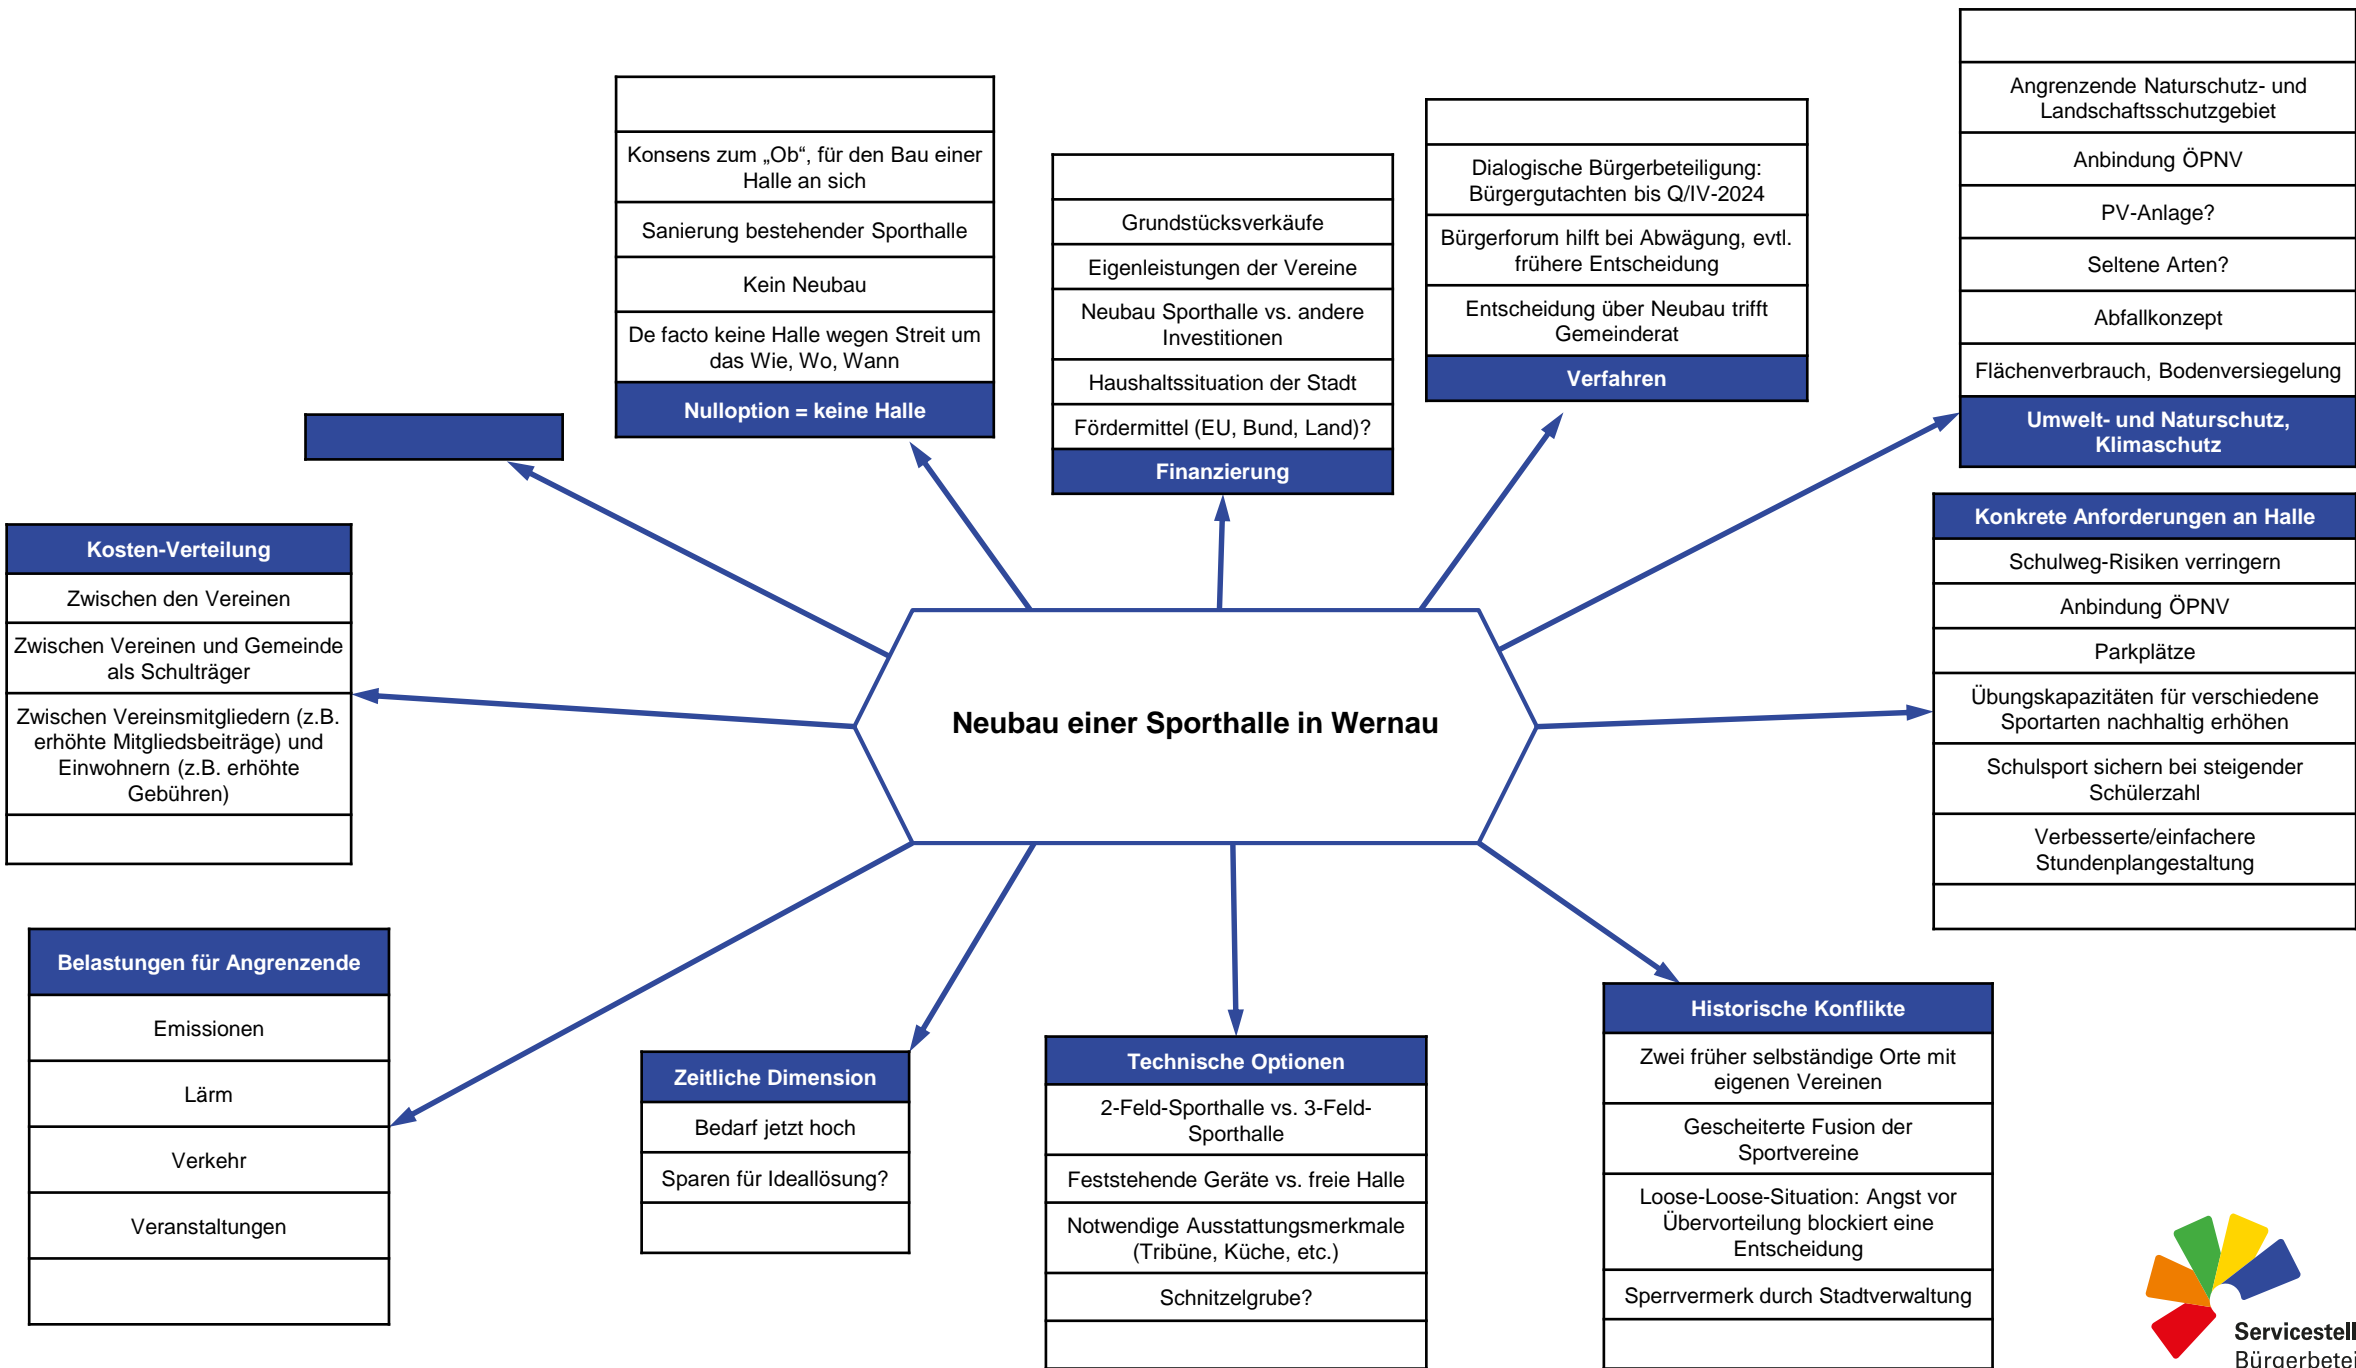 Angrenzende Naturschutz- und
Landschaftsschutzgebiet
Anbindung ÖPNV
PV-Anlage?
Seltene Arten?
Abfallkonzept
Flächenverbrauch, Bodenversiegelung
Umwelt- und Naturschutz,
Klimaschutz
Konsens zum „Ob“, für den Bau einer
Halle an sich
Sanierung bestehender Sporthalle
Kein Neubau
De facto keine Halle wegen Streit um
das Wie, Wo, Wann
Nulloption = keine Halle
Grundstücksverkäufe
Eigenleistungen der Vereine
Neubau Sporthalle vs. andere
Investitionen
Haushaltssituation der Stadt
Fördermittel (EU, Bund, Land)?
Finanzierung
Dialogische Bürgerbeteiligung:
Bürgergutachten bis Q/IV-2024
Bürgerforum hilft bei Abwägung, evtl.
frühere Entscheidung
Entscheidung über Neubau trifft
Gemeinderat
Verfahren
Kosten-Verteilung
Zwischen den Vereinen
Zwischen Vereinen und Gemeinde
als Schulträger
Zwischen Vereinsmitgliedern (z.B.
erhöhte Mitgliedsbeiträge) und
Einwohnern (z.B. erhöhte
Gebühren)
Neubau einer Sporthalle in Wernau
Konkrete Anforderungen an Halle
Schulweg-Risiken verringern
Anbindung ÖPNV
Parkplätze
Übungskapazitäten für verschiedene
Sportarten nachhaltig erhöhen
Schulsport sichern bei steigender
Schülerzahl
Verbesserte/einfachere
Stundenplangestaltung
Belastungen für Angrenzende
Emissionen
Lärm
Verkehr
Veranstaltungen
Zeitliche Dimension
Bedarf jetzt hoch
Sparen für Ideallösung?
Technische Optionen
2-Feld-Sporthalle vs. 3-Feld-
Sporthalle
Feststehende Geräte vs. freie Halle
Notwendige Ausstattungsmerkmale
(Tribüne, Küche, etc.)
Schnitzelgrube?
Historische Konflikte
Zwei früher selbständige Orte mit
eigenen Vereinen
Gescheiterte Fusion der
Sportvereine
Loose-Loose-Situation: Angst vor
Übervorteilung blockiert eine
Entscheidung
Sperrvermerk durch Stadtverwaltung
Servicestell
Bürgerbetei